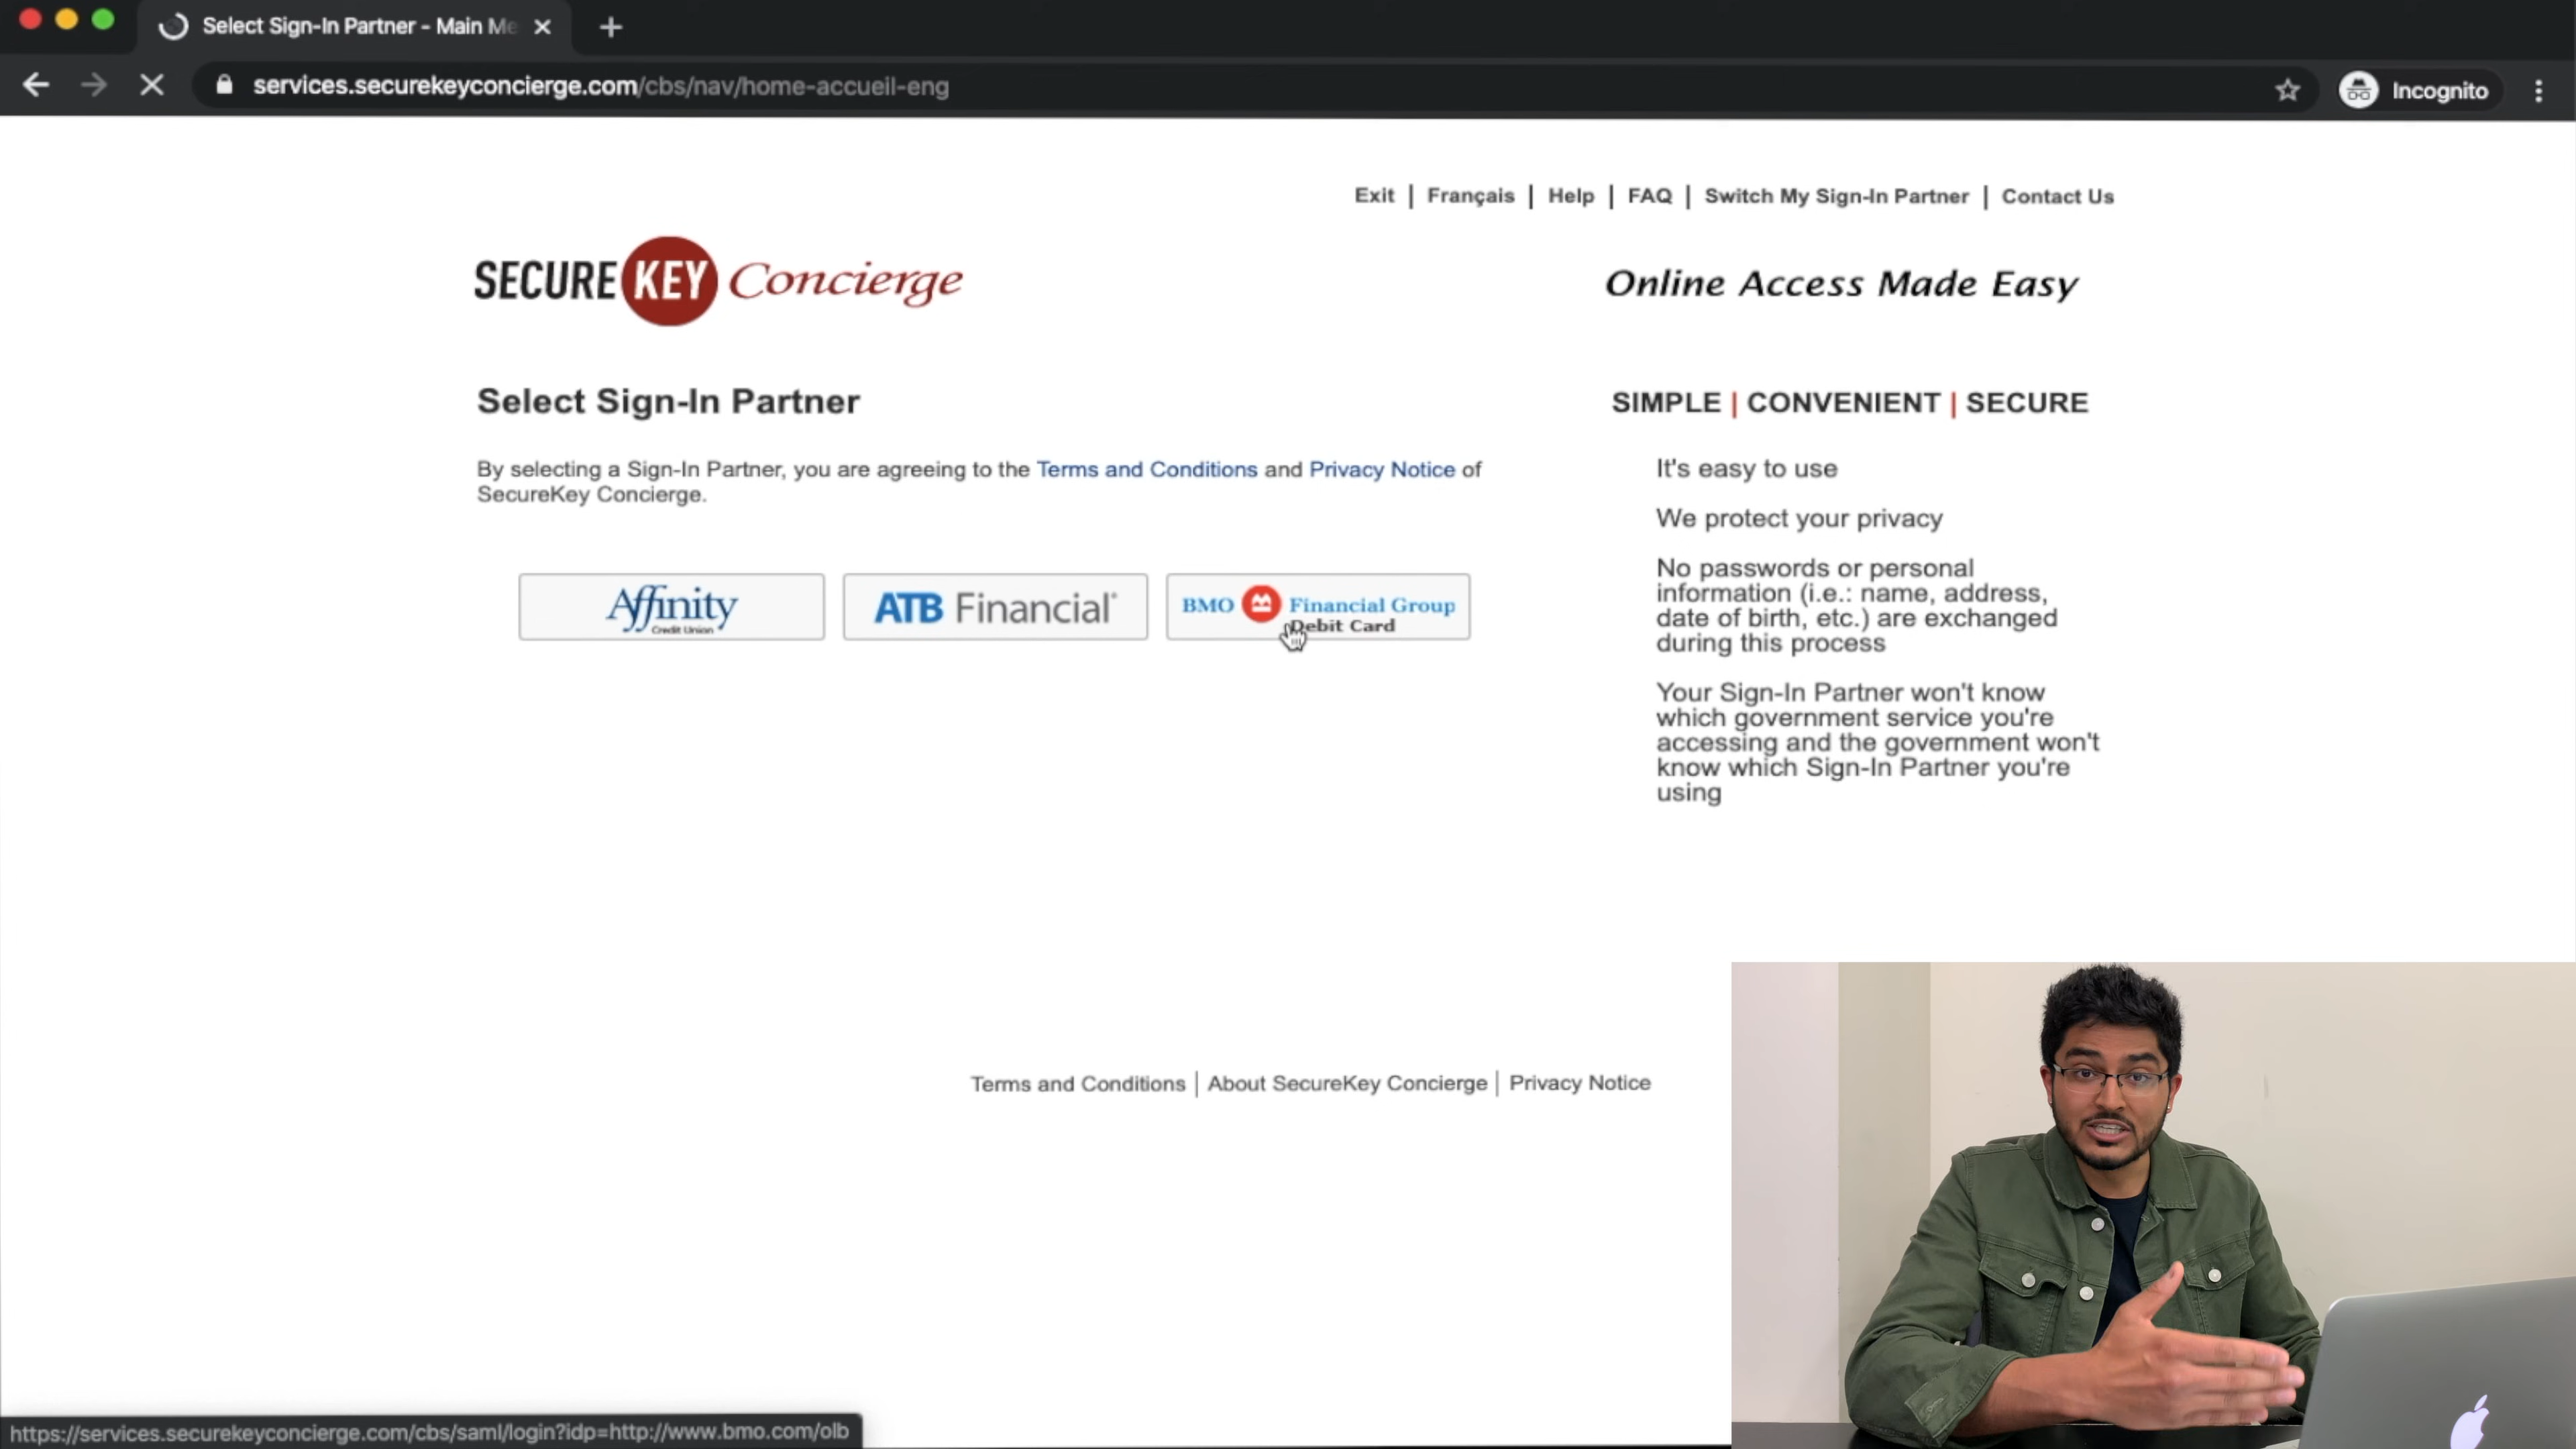 Select Sign-In Partner - Main Me
services.securekeyconcierge.com/cbs/nav/home-accueil-eng
Incognito
Exit | Français | Help | FAQ | Switch My Sign-In Partner | Contact Us
SECURE KEY Concierge
Online Access Made Easy
Select Sign-In Partner
By selecting a Sign-In Partner, you are agreeing to the Terms and Conditions and Privacy Notice of
SecureKey Concierge.
Affinity
Credit Union
ATB Financial
BMO Financial Group
Debit Card
SIMPLE | CONVENIENT | SECURE
It's easy to use
We protect your privacy
No passwords or personal
information (i.e.: name, address,
date of birth, etc.) are exchanged
during this process
Your Sign-In Partner won't know
which government service you're
accessing and the government won't
know which Sign-In Partner you're
using
Terms and Conditions | About SecureKey Concierge | Privacy Notice
https://services.securekeyconcierge.com/cbs/saml/login?idp=http://www.bmo.com/olb